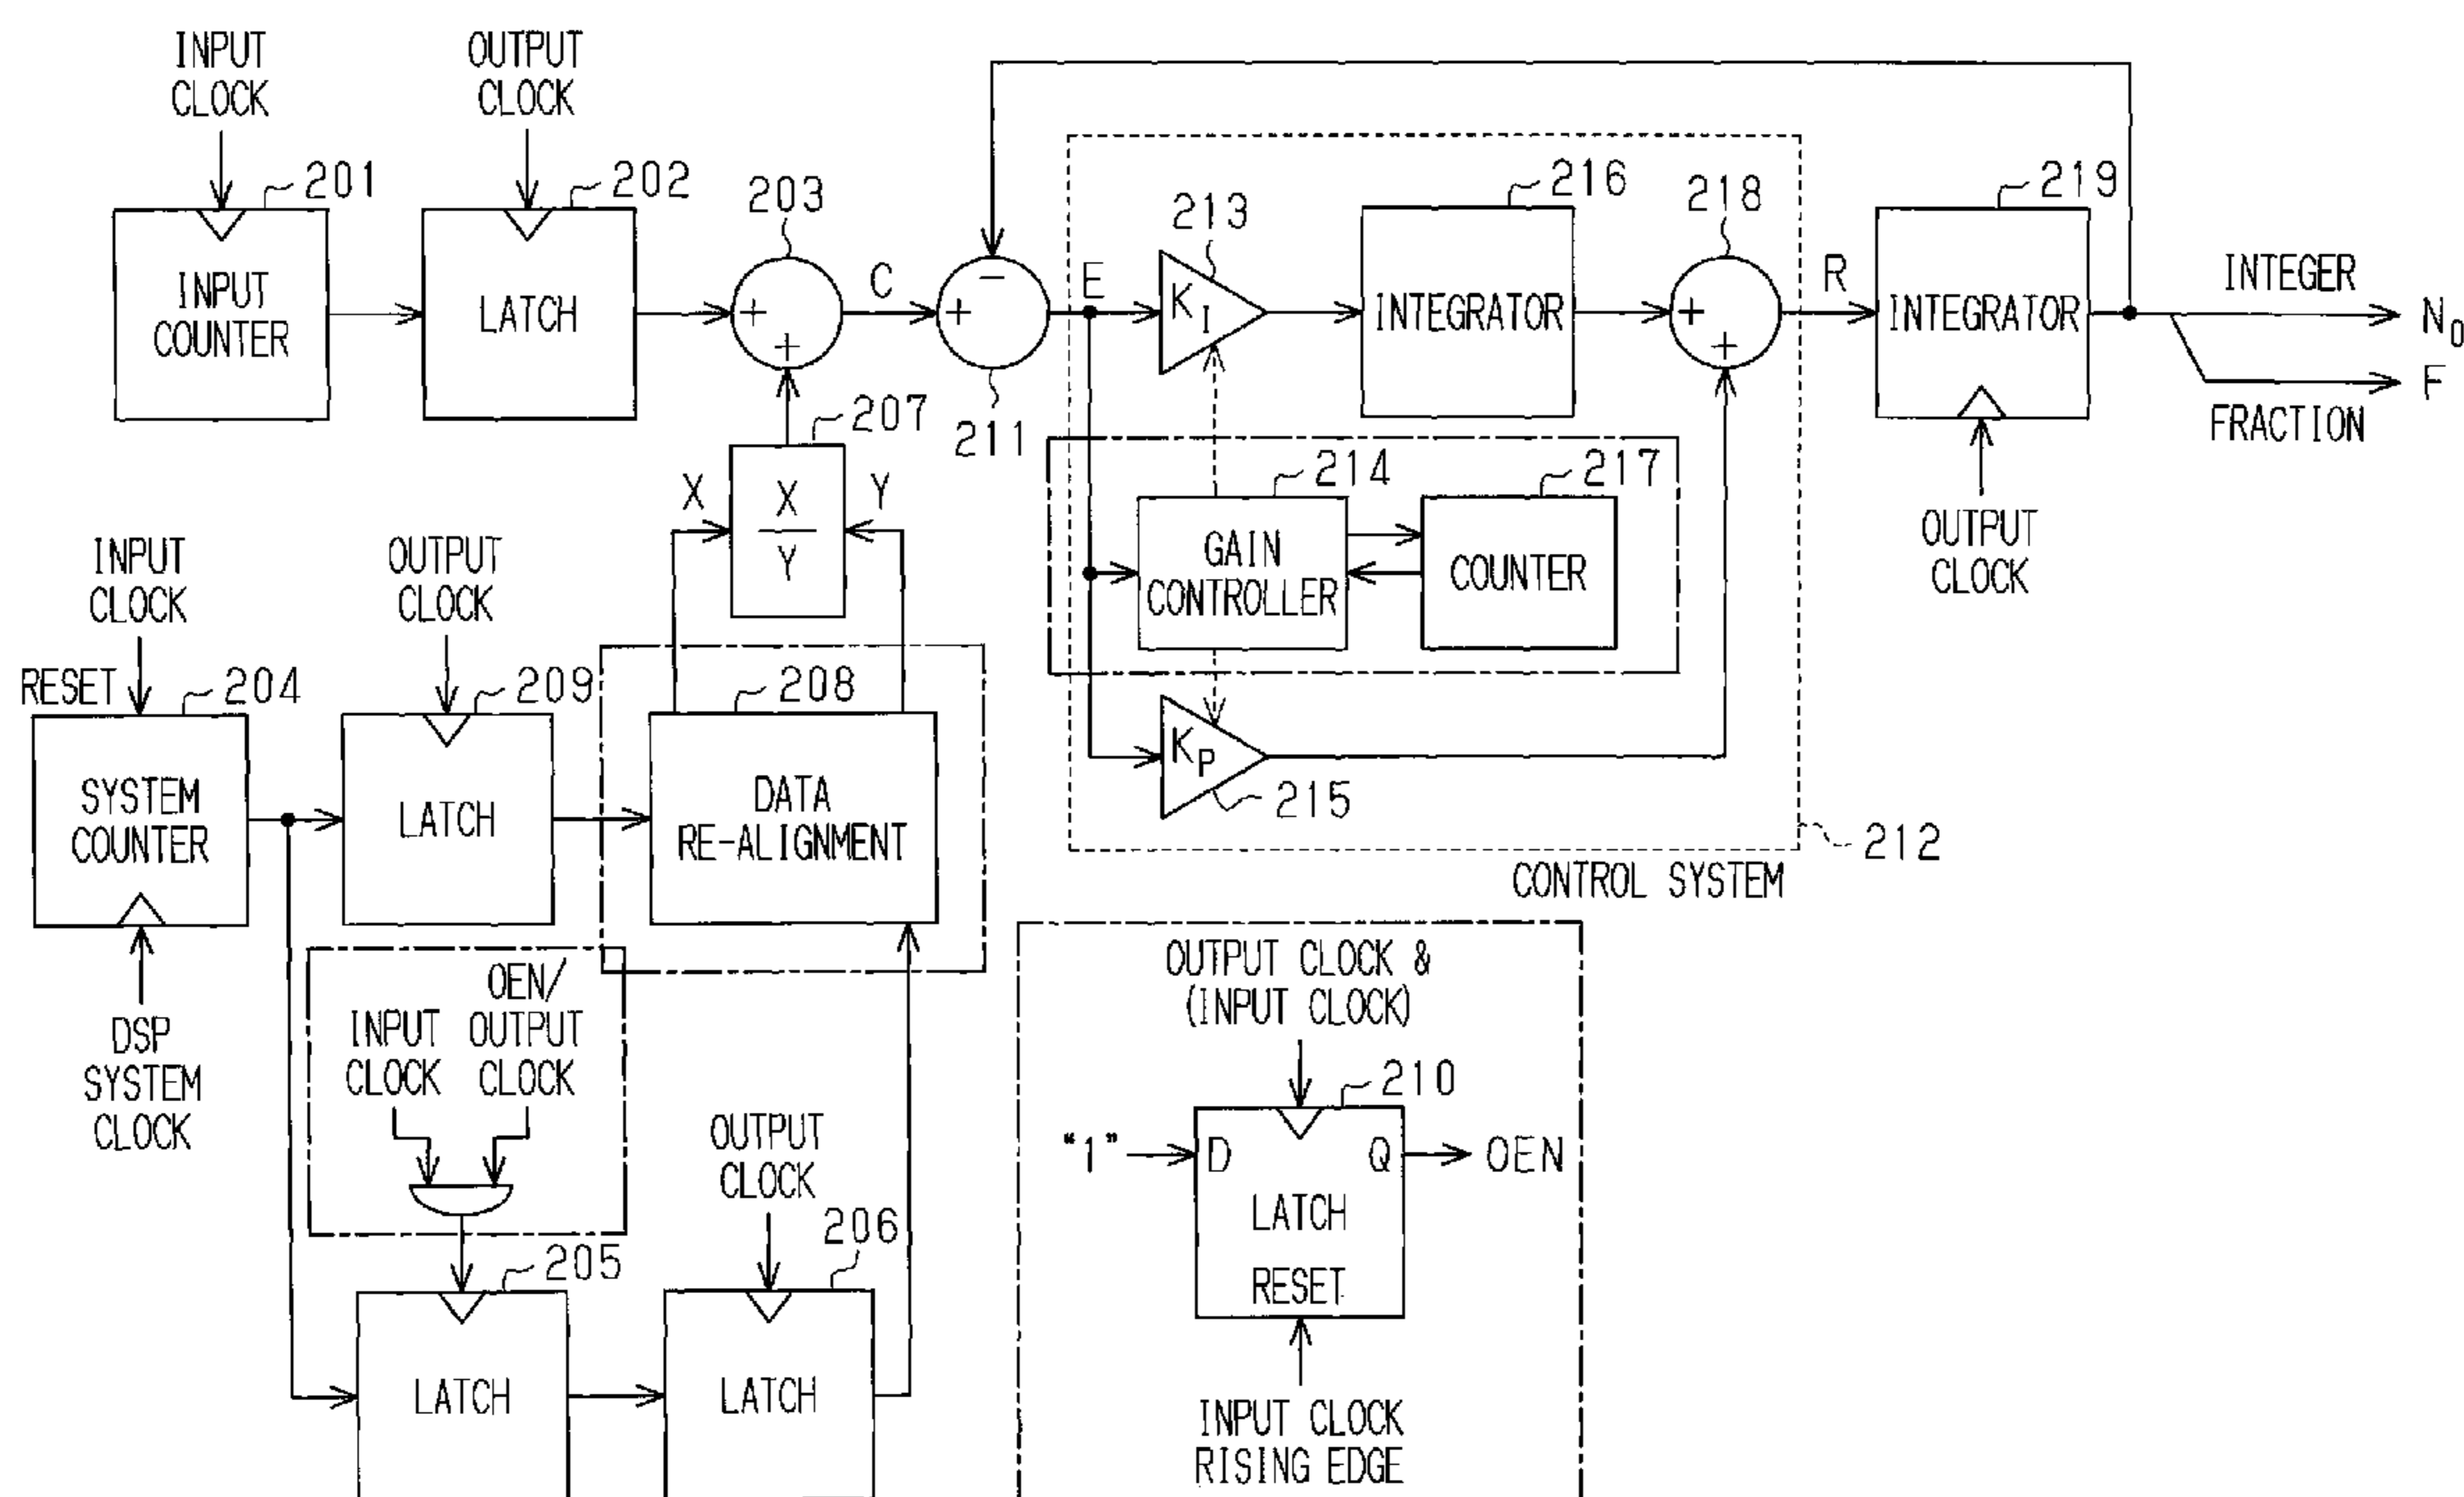 INPUT
CLOCK
OUTPUT
CLOCK
201
202
203
INPUT
COUNTER
LATCH
+
+
C
+
−
211
E
213
K_I
216
INTEGRATOR
218
+
+
R
219
INTEGRATOR
INTEGER
N_0
F
FRACTION
OUTPUT
CLOCK
207
X
X
Y
Y
214
GAIN
CONTROLLER
217
COUNTER
K_P
215
212
CONTROL SYSTEM
INPUT
CLOCK
RESET
204
SYSTEM
COUNTER
DSP
SYSTEM
CLOCK
OUTPUT
CLOCK
209
LATCH
208
DATA
RE-ALIGNMENT
INPUT
CLOCK
OEN/
OUTPUT
CLOCK
205
LATCH
OUTPUT
CLOCK
206
LATCH
OUTPUT CLOCK &
(INPUT CLOCK)
210
"1"
D
Q
OEN
LATCH
RESET
INPUT CLOCK
RISING EDGE